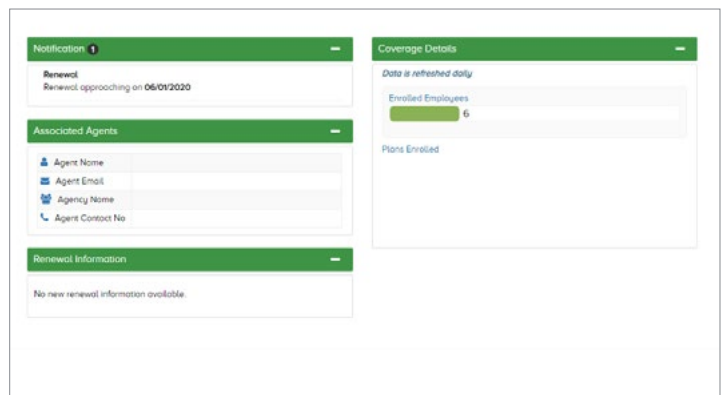 Notification 1
Renewal
Renewal approaching on 06/01/2020
Associated Agents
Agent Name
Agent Email
Agency Name
Agent Contact No
Renewal Information
No new renewal information available.
Coverage Details
Data is refreshed daily
Enrolled Employees
6
Plans Enrolled